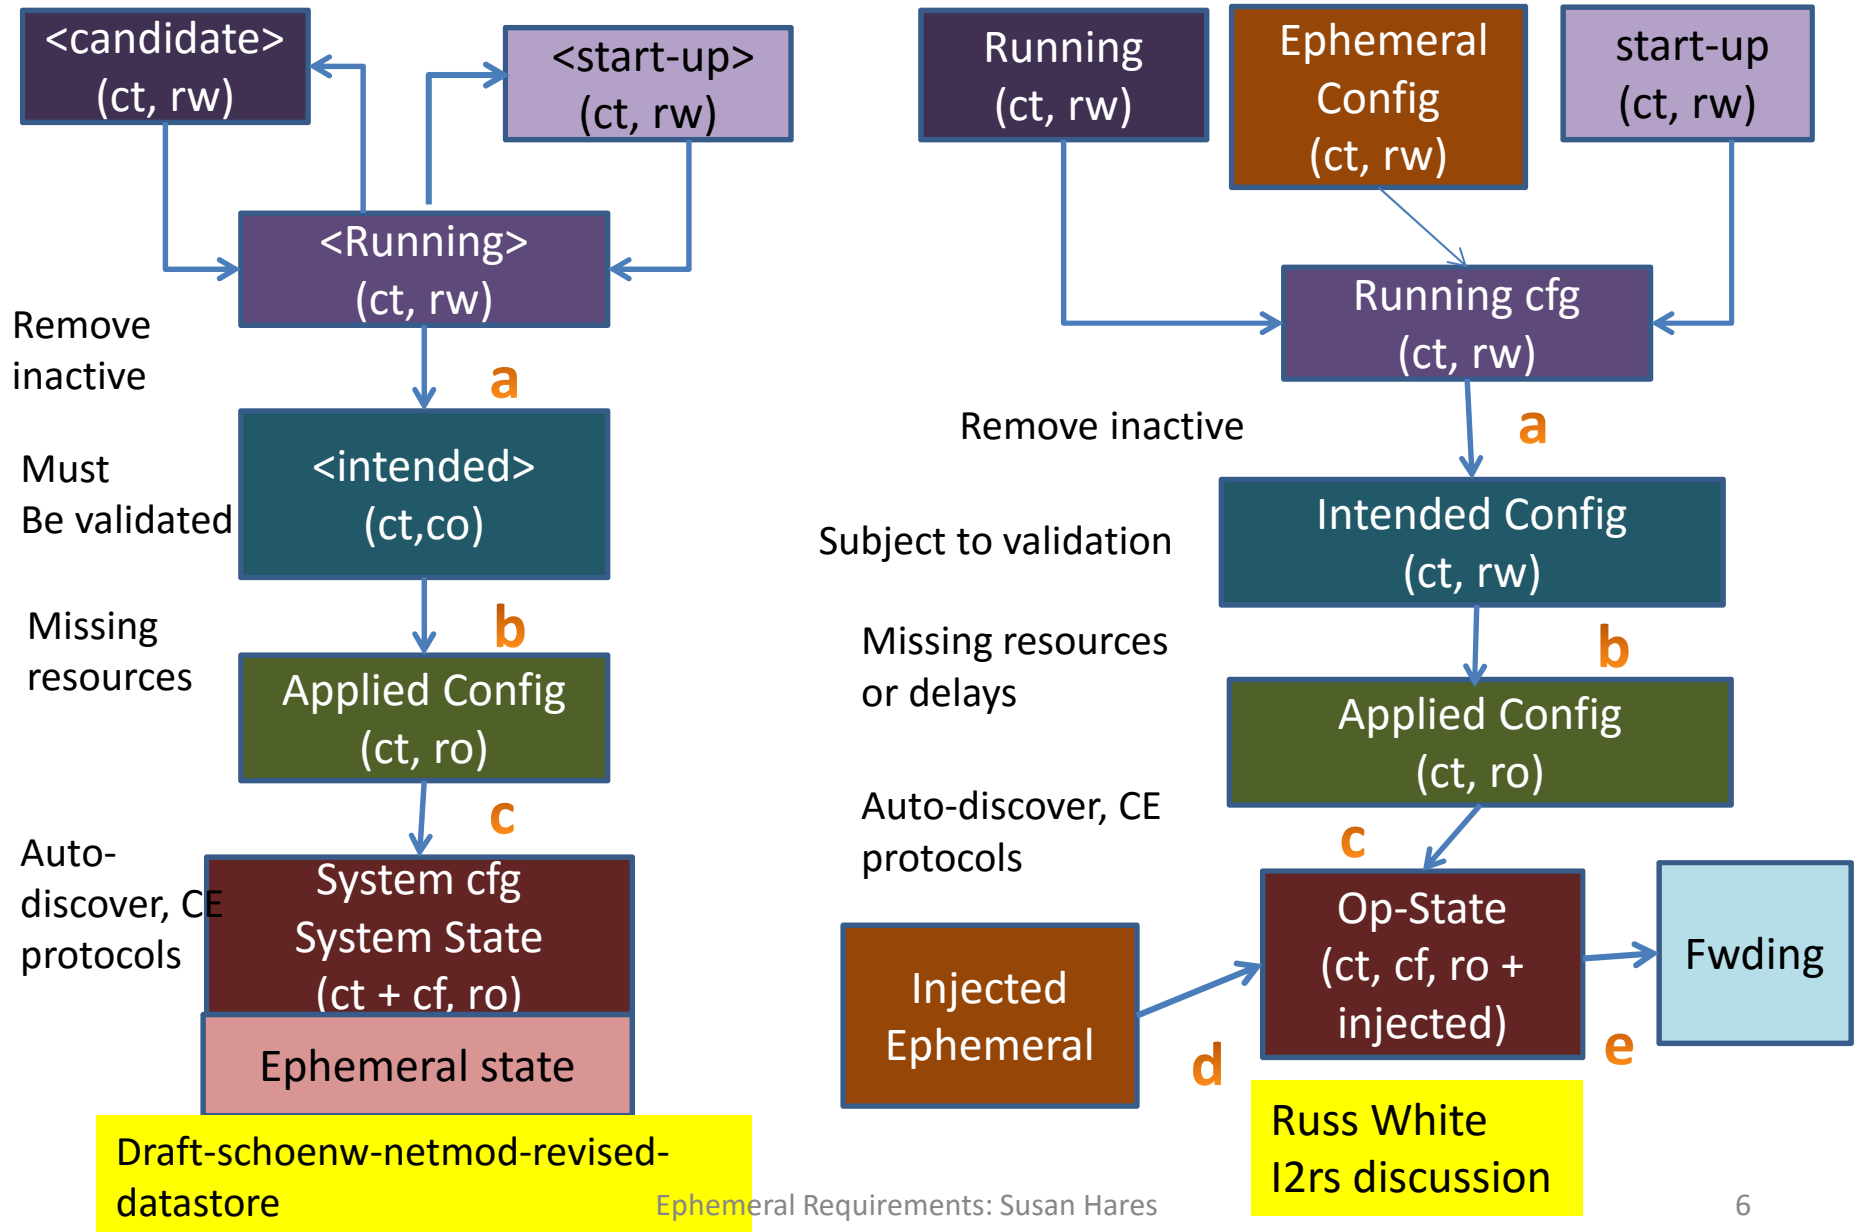 <candidate>
(ct, rw)
<start-up>
(ct, rw)
<Running>
(ct, rw)
Remove
inactive
a
Must
Be validated
<intended>
(ct,co)
Missing
resources
b
Applied Config
(ct, ro)
c
Auto-
discover, CE
protocols
System cfg
System State
(ct + cf, ro)
Ephemeral state
Draft-schoenw-netmod-revised-
datastore
Running
(ct, rw)
Ephemeral
Config
(ct, rw)
start-up
(ct, rw)
Running cfg
(ct, rw)
Remove inactive
a
Intended Config
(ct, rw)
Subject to validation
Missing resources
or delays
b
Applied Config
(ct, ro)
Auto-discover, CE
protocols
c
Injected
Ephemeral
d
Op-State
(ct, cf, ro +
injected)
e
Fwding
Russ White
I2rs discussion
Ephemeral Requirements: Susan Hares
6